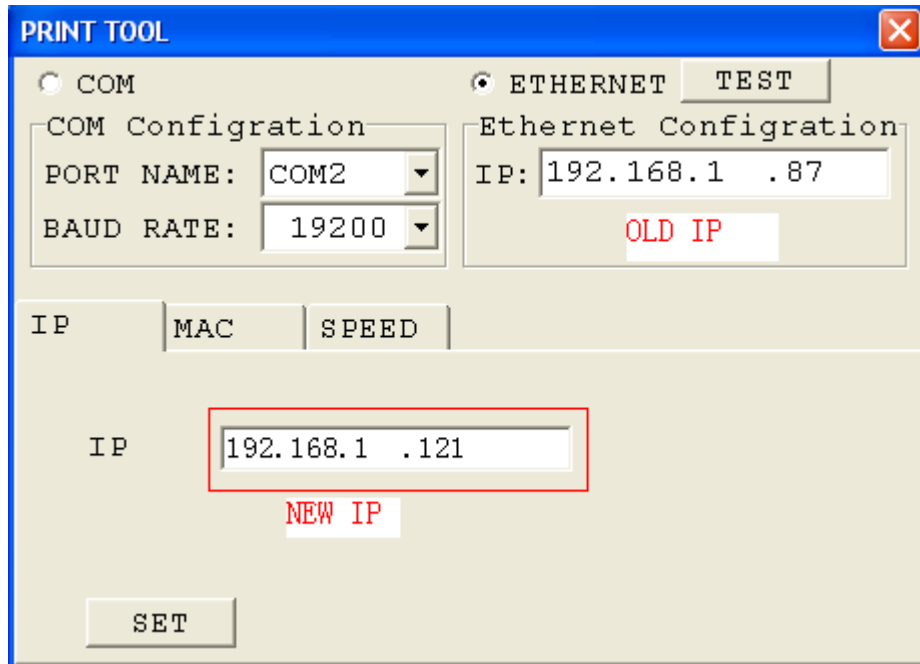 PRINT TOOL
COM
ETHERNET
TEST
COM Configration
PORT NAME: COM2
BAUD RATE: 19200
Ethernet Configration
IP: 192.168.1 .87
OLD IP
IP
MAC
SPEED
IP 192.168.1 .121
NEW IP
SET